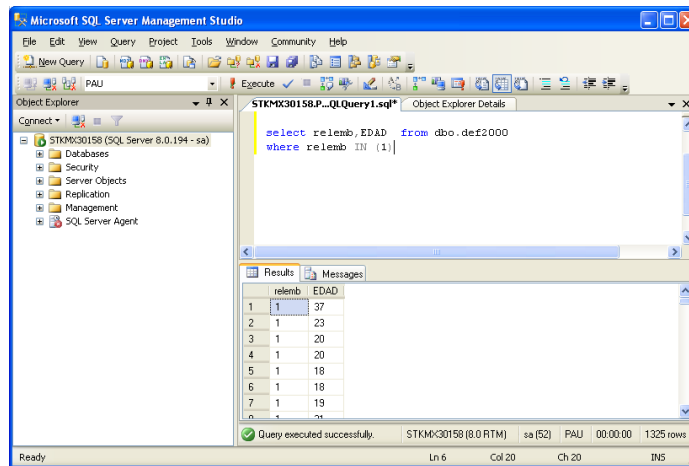 Microsoft SQL Server Management Studio
File Edit View Query Project Tools Window Community Help
New Query
PAU Execute
Object Explorer
STKMX30158.P...QLQuery1.sql* Object Explorer Details
Connect
STKMX30158 (SQL Server 8.0.194 - sa)
Databases
Security
Server Objects
Replication
Management
SQL Server Agent
select relemb,EDAD from dbo.def2000
where relemb IN (1)
Results Messages
relemb EDAD
1 1 37
2 1 23
3 1 20
4 1 20
5 1 18
6 1 18
7 1 19
8 1 21
Query executed successfully. STKMX30158 (8.0 RTM) sa (52) PAU 00:00:00 1325 rows
Ready Ln 6 Col 20 Ch 20 INS